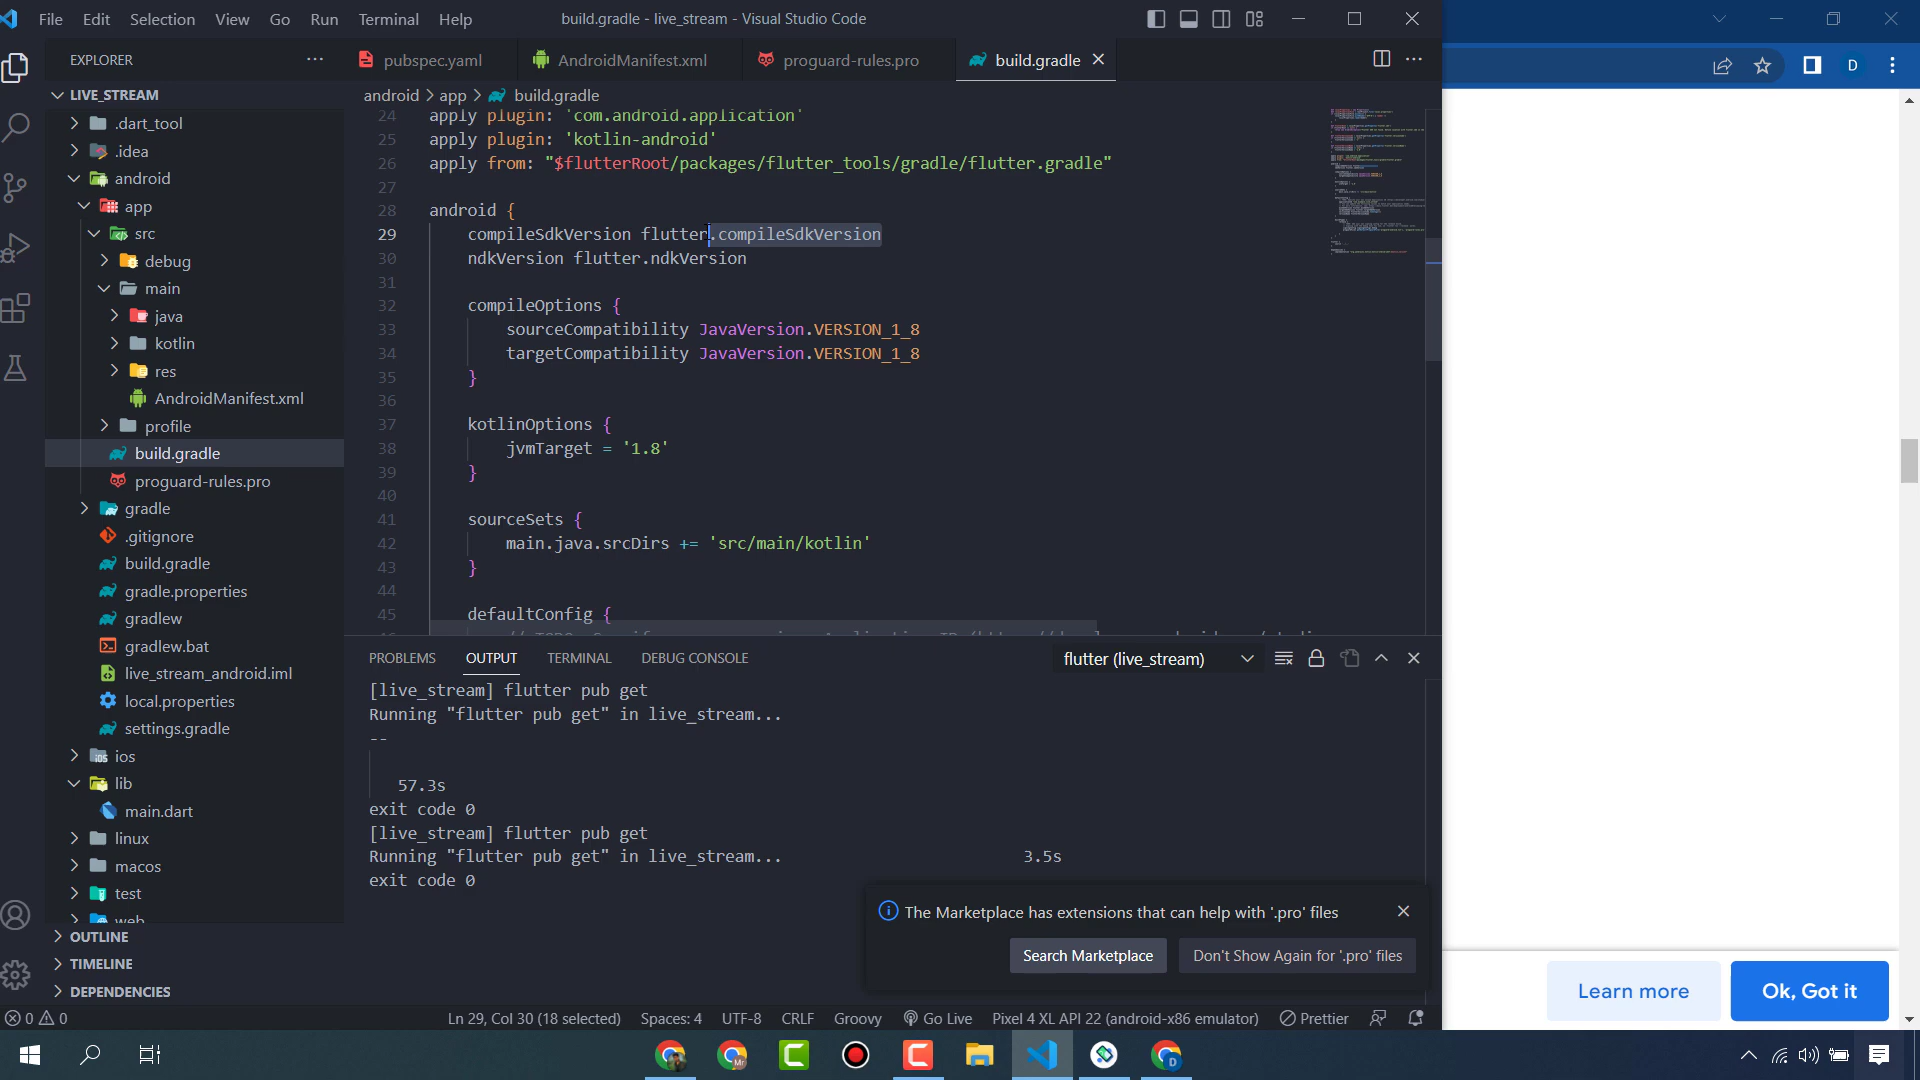 File Edit Selection View Go Run Terminal Help
build.gradle - live_stream - Visual Studio Code
EXPLORER
pubspec.yaml
AndroidManifest.xml
proguard-rules.pro
build.gradle
D
LIVE_STREAM
android > app > build.gradle
.dart_tool
.idea
android
app
src
debug
main
java
kotlin
res
AndroidManifest.xml
profile
build.gradle
proguard-rules.pro
gradle
.gitignore
build.gradle
gradle.properties
gradlew
gradlew.bat
live_stream_android.iml
local.properties
settings.gradle
ios
lib
main.dart
linux
macos
test
web
OUTLINE
TIMELINE
DEPENDENCIES
24 apply plugin: 'com.android.application'
25 apply plugin: 'kotlin-android'
26 apply from: "$flutterRoot/packages/flutter_tools/gradle/flutter.gradle"
27
28 android {
29 compileSdkVersion flutter.compileSdkVersion
30 ndkVersion flutter.ndkVersion
31
32 compileOptions {
33 sourceCompatibility JavaVersion.VERSION_1_8
34 targetCompatibility JavaVersion.VERSION_1_8
35 }
36
37 kotlinOptions {
38 jvmTarget = '1.8'
39 }
40
41 sourceSets {
42 main.java.srcDirs += 'src/main/kotlin'
43 }
44
45 defaultConfig {
PROBLEMS OUTPUT TERMINAL DEBUG CONSOLE
flutter (live_stream)
[live_stream] flutter pub get
Running "flutter pub get" in live_stream...
--
57.3s
exit code 0
[live_stream] flutter pub get
Running "flutter pub get" in live_stream... 3.5s
exit code 0
The Marketplace has extensions that can help with '.pro' files
Search Marketplace
Don't Show Again for '.pro' files
Learn more
Ok, Got it
0 0
Ln 29, Col 30 (18 selected)
Spaces: 4
UTF-8
CRLF
Groovy
Go Live
Pixel 4 XL API 22 (android-x86 emulator)
Prettier